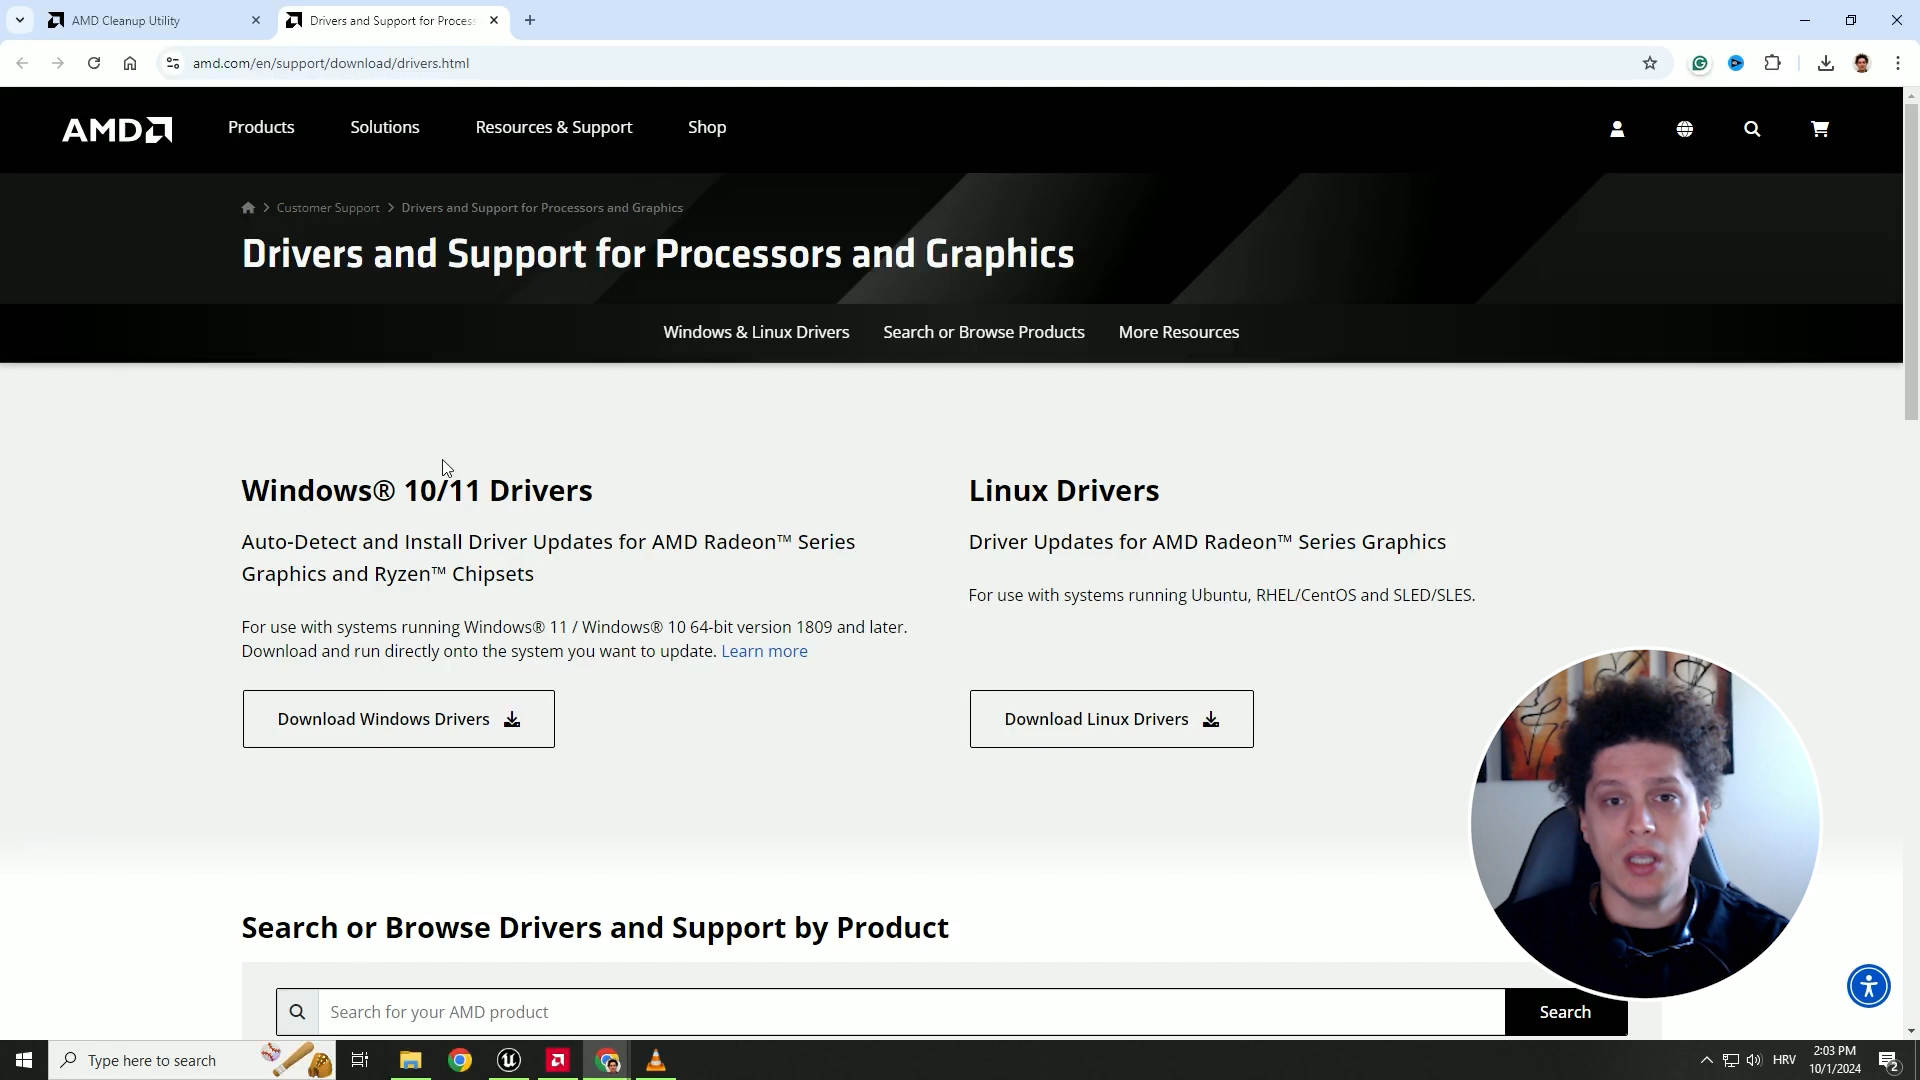 AMD Cleanup Utility
Drivers and Support for Process
amd.com/en/support/download/drivers.html
AMD
Products
Solutions
Resources & Support
Shop
Customer Support
Drivers and Support for Processors and Graphics
Drivers and Support for Processors and Graphics
Windows & Linux Drivers
Search or Browse Products
More Resources
Windows® 10/11 Drivers
Auto-Detect and Install Driver Updates for AMD Radeon™ Series
Graphics and Ryzen™ Chipsets
For use with systems running Windows® 11 / Windows® 10 64-bit version 1809 and later.
Download and run directly onto the system you want to update. Learn more
Download Windows Drivers
Linux Drivers
Driver Updates for AMD Radeon™ Series Graphics
For use with systems running Ubuntu, RHEL/CentOS and SLED/SLES.
Download Linux Drivers
Search or Browse Drivers and Support by Product
Search for your AMD product
Search
Type here to search
HRV
2:03 PM
10/1/2024
2